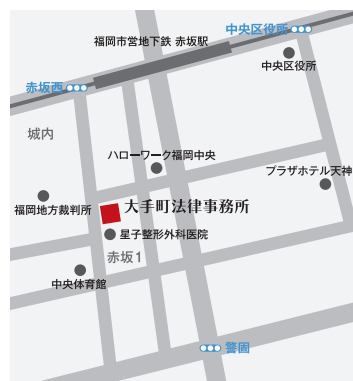 中央区役所
福岡市営地下鉄 赤坂駅
中央区役所
赤坂西
城内
ハローワーク福岡中央
プラザホテル天神
福岡地方裁判所
大手町法律事務所
星子整形外科医院
赤坂1
中央体育館
警固